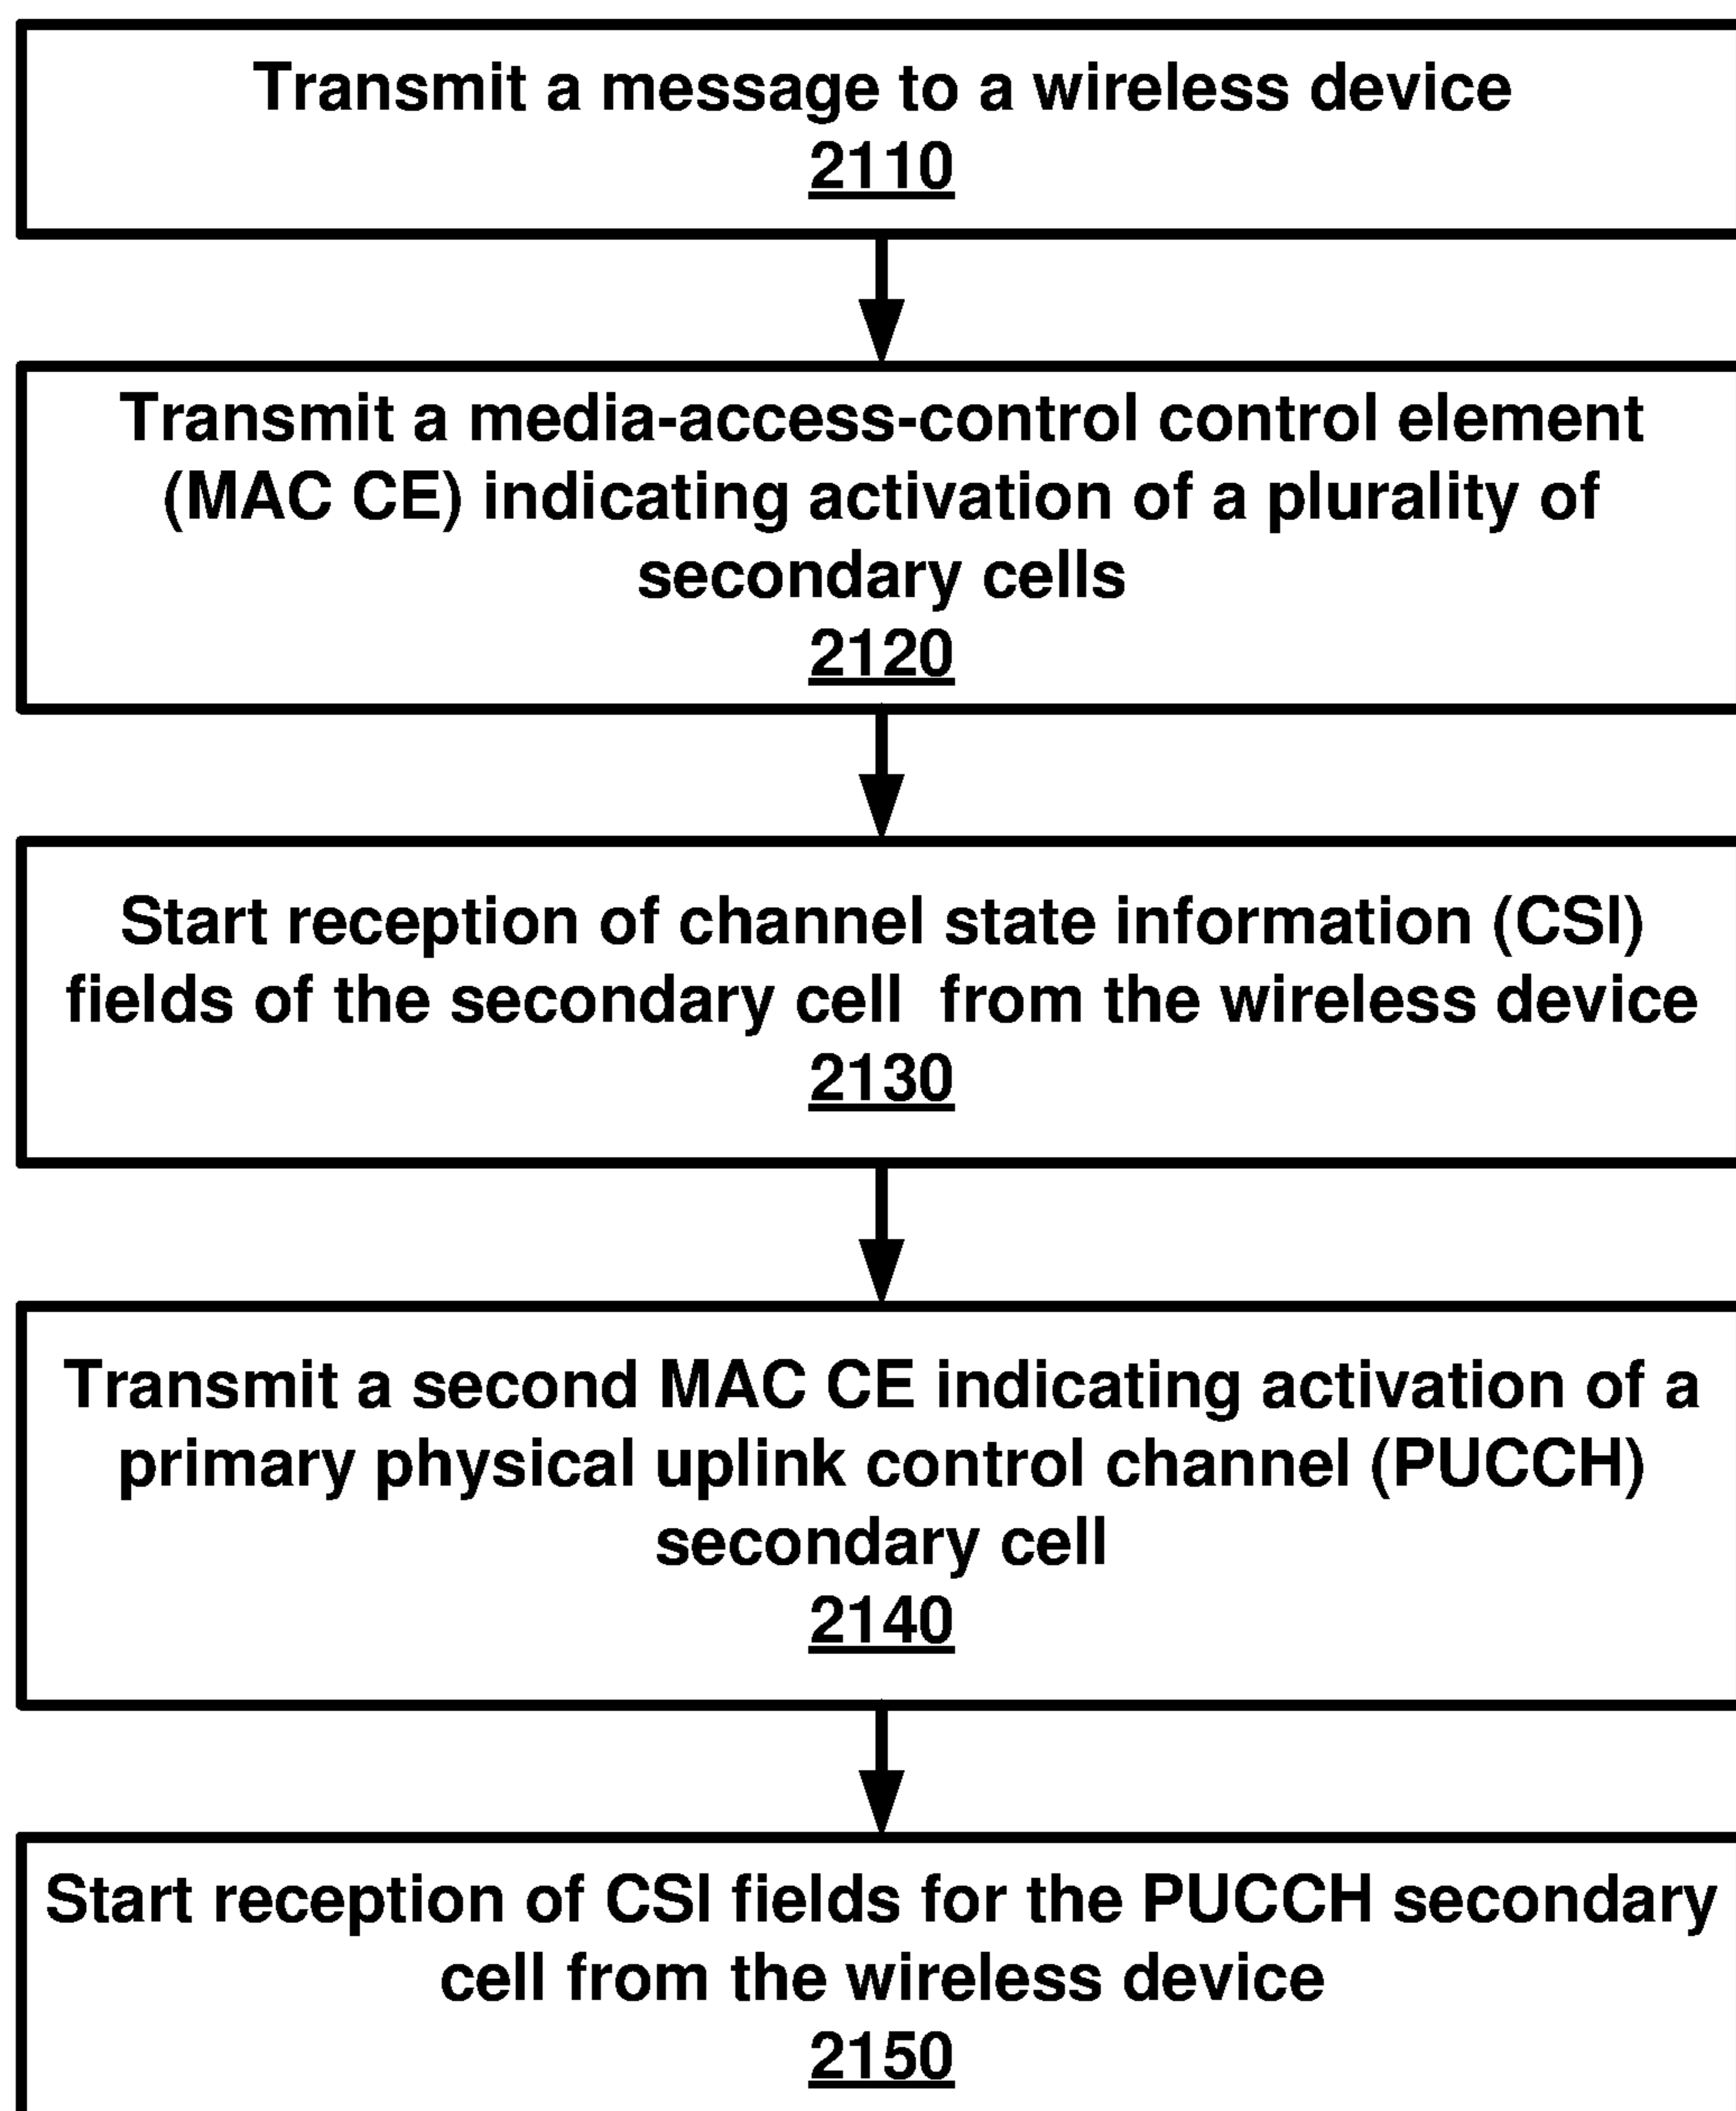 Transmit a message to a wireless device
2110
Transmit a media-access-control control element
(MAC CE) indicating activation of a plurality of
secondary cells
2120
Start reception of channel state information (CSI)
fields of the secondary cell from the wireless device
2130
Transmit a second MAC CE indicating activation of a
primary physical uplink control channel (PUCCH)
secondary cell
2140
Start reception of CSI fields for the PUCCH secondary
cell from the wireless device
2150